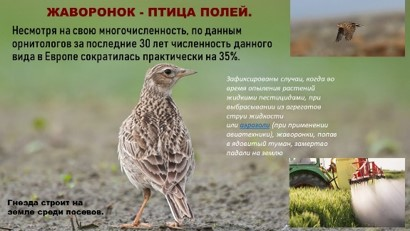 ЖАВОРОНОК - ПТИЦА ПОЛЕЙ.
Несмотря на свою многочисленность, по данным
орнитологов за последние 30 лет численность данного
вида в Европе сократилась практически на 35%.
Зафиксированы случаи, когда во
время опыления растений
жидкими пестицидами, при
выбрасывании из агрегатов
струи жидкости
или аэрозоли (при применении
авиатехники), жаворонки, попав
в ядовитый туман, замертво
падали на землю
Гнезда строит на
земле среди посевов.